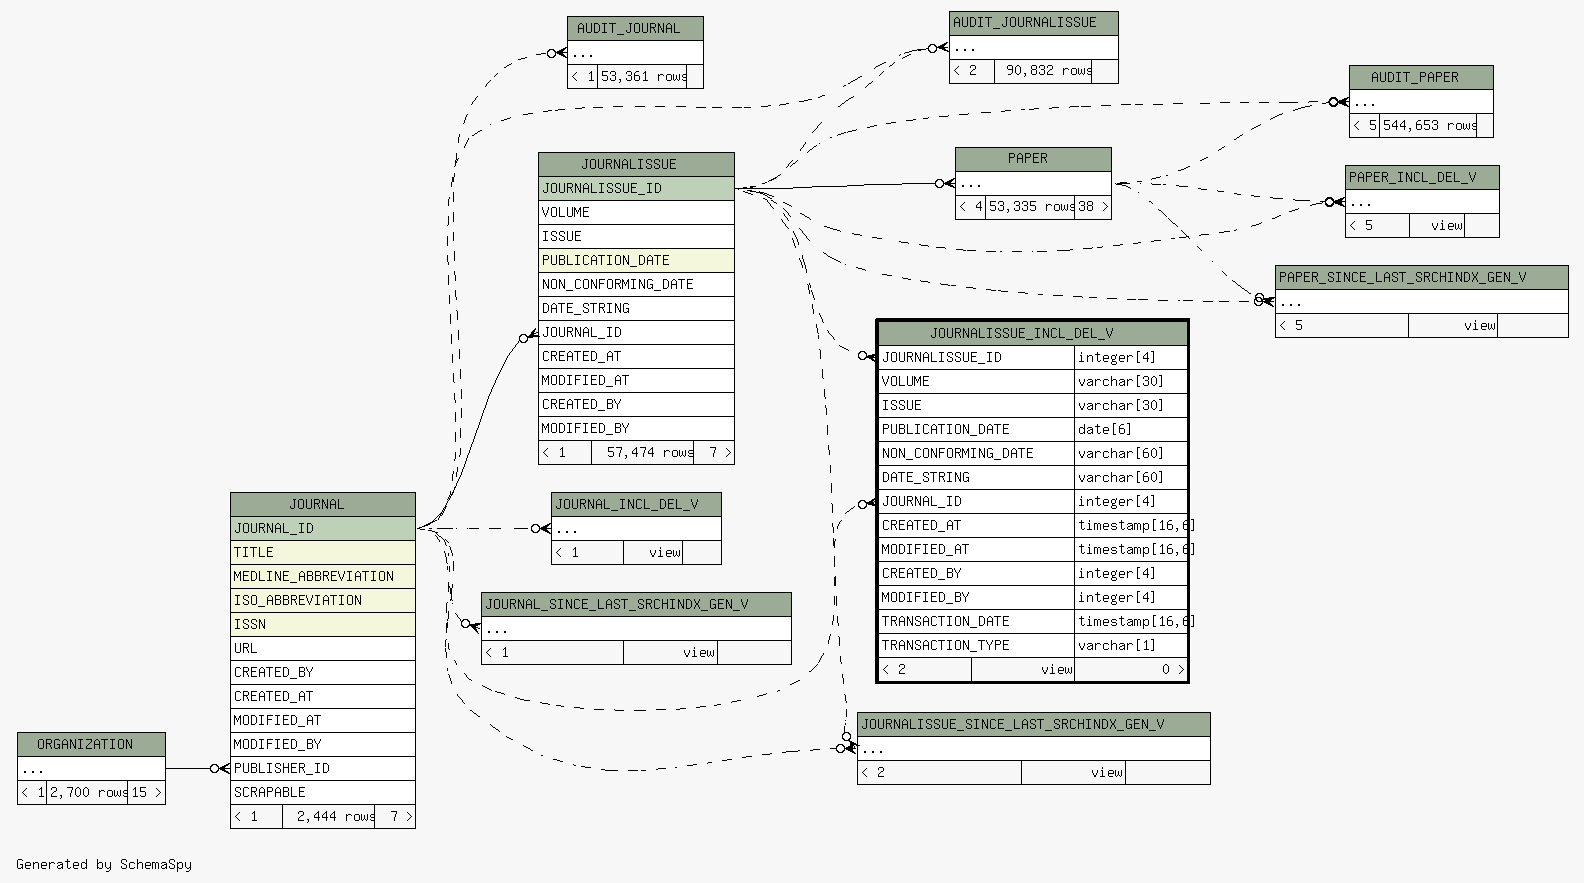 AUDIT_JOURNAL
...
< 1 53,361 rows
AUDIT_JOURNALISSUE
...
< 2 90,832 rows
AUDIT_PAPER
...
< 5 544,653 rows
JOURNALISSUE
JOURNALISSUE_ID
VOLUME
ISSUE
PUBLICATION_DATE
NON_CONFORMING_DATE
DATE_STRING
JOURNAL_ID
CREATED_AT
MODIFIED_AT
CREATED_BY
MODIFIED_BY
< 1 57,474 rows 7 >
PAPER
...
< 4 53,335 rows 38 >
PAPER_INCL_DEL_V
...
< 5 view
PAPER_SINCE_LAST_SRCHINDX_GEN_V
...
< 5 view
JOURNALISSUE_INCL_DEL_V
JOURNALISSUE_ID integer[4]
VOLUME varchar[30]
ISSUE varchar[30]
PUBLICATION_DATE date[6]
NON_CONFORMING_DATE varchar[60]
DATE_STRING varchar[60]
JOURNAL_ID integer[4]
CREATED_AT timestamp[16,6]
MODIFIED_AT timestamp[16,6]
CREATED_BY integer[4]
MODIFIED_BY integer[4]
TRANSACTION_DATE timestamp[16,6]
TRANSACTION_TYPE varchar[1]
< 2 view 0 >
JOURNAL
JOURNAL_ID
TITLE
MEDLINE_ABBREVIATION
ISO_ABBREVIATION
ISSN
URL
CREATED_BY
CREATED_AT
MODIFIED_AT
MODIFIED_BY
PUBLISHER_ID
SCRAPABLE
< 1 2,444 rows 7 >
JOURNAL_INCL_DEL_V
...
< 1 view
JOURNAL_SINCE_LAST_SRCHINDX_GEN_V
...
< 1 view
ORGANIZATION
...
< 1 2,700 rows 15 >
JOURNALISSUE_SINCE_LAST_SRCHINDX_GEN_V
...
< 2 view
Generated by SchemaSpy